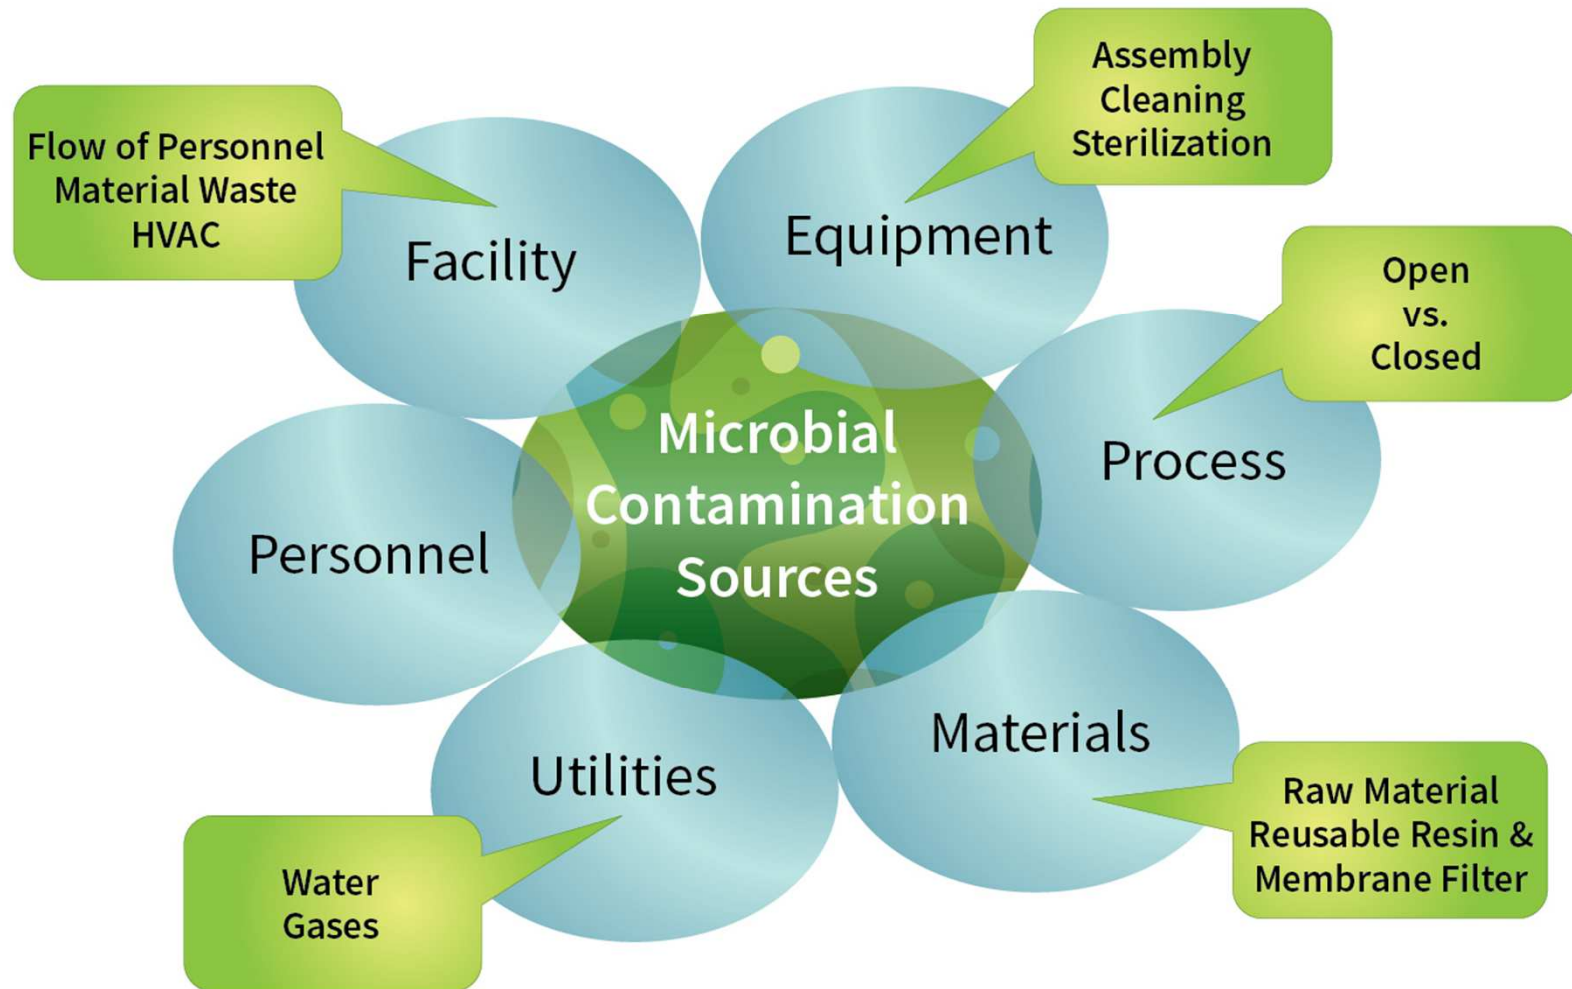 Assembly
Cleaning
Sterilization
Flow of Personnel
Material Waste
HVAC
Facility
Equipment
Open
vs.
Closed
Process
Microbial
Contamination
Sources
Personnel
Materials
Utilities
Raw Material
Reusable Resin &
Membrane Filter
Water
Gases